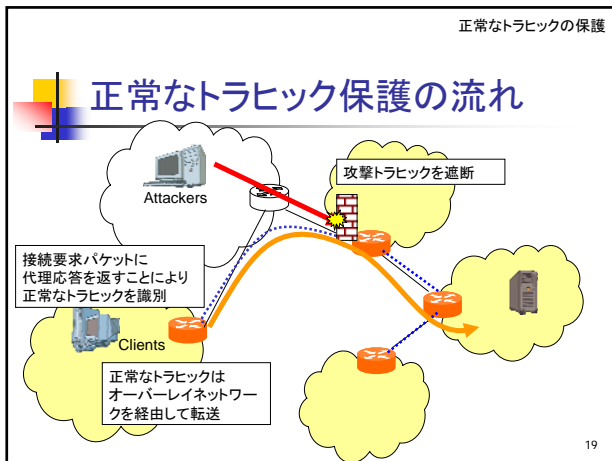 正常なトラヒックの保護
正常なトラヒック保護の流れ
Attackers
攻撃トラヒックを遮断
接続要求パケットに
代理応答を返すことにより
正常なトラヒックを識別
Clients
正常なトラヒックは
オーバーレイネットワー
クを経由して転送
19